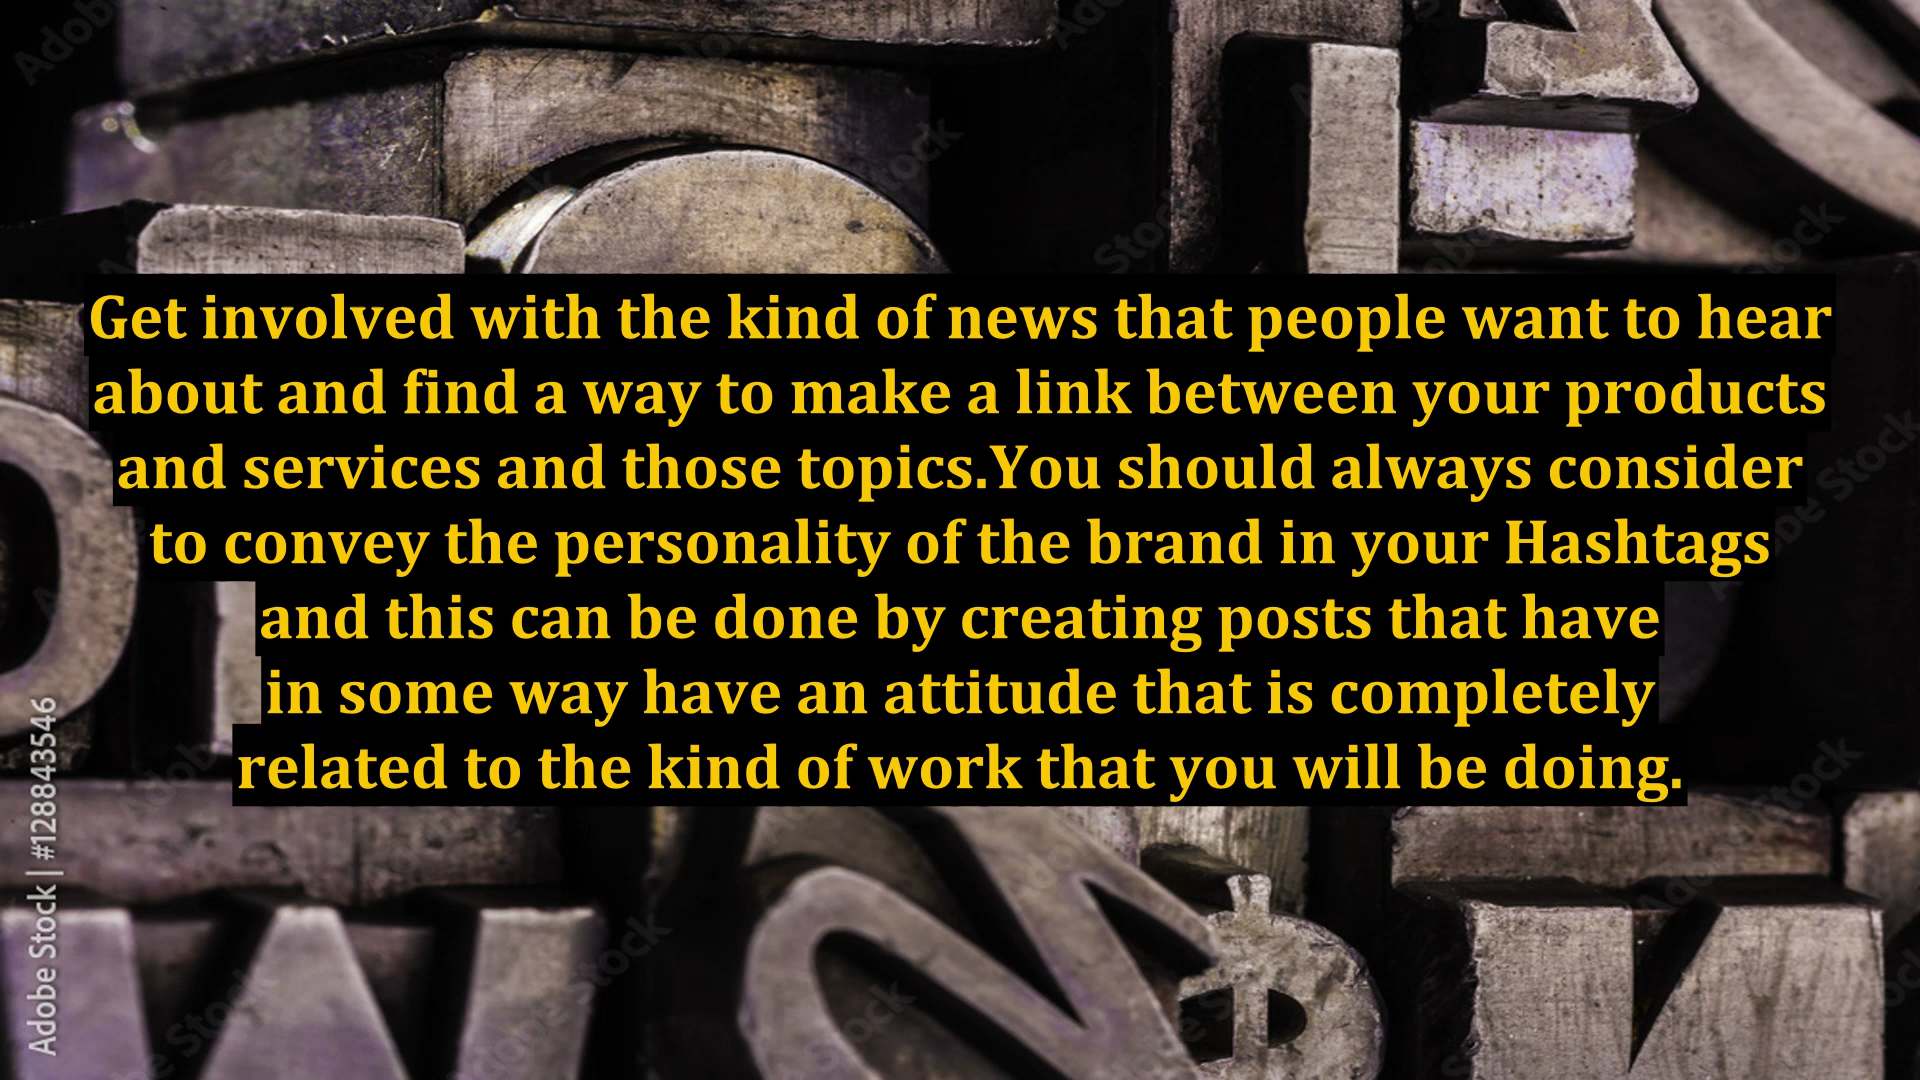 Get involved with the kind of news that people want to hear
about and find a way to make a link between your products
and services and those topics.You should always consider
to convey the personality of the brand in your Hashtags
and this can be done by creating posts that have
in some way have an attitude that is completely
related to the kind of work that you will be doing.
Adobe Stock | #128843546